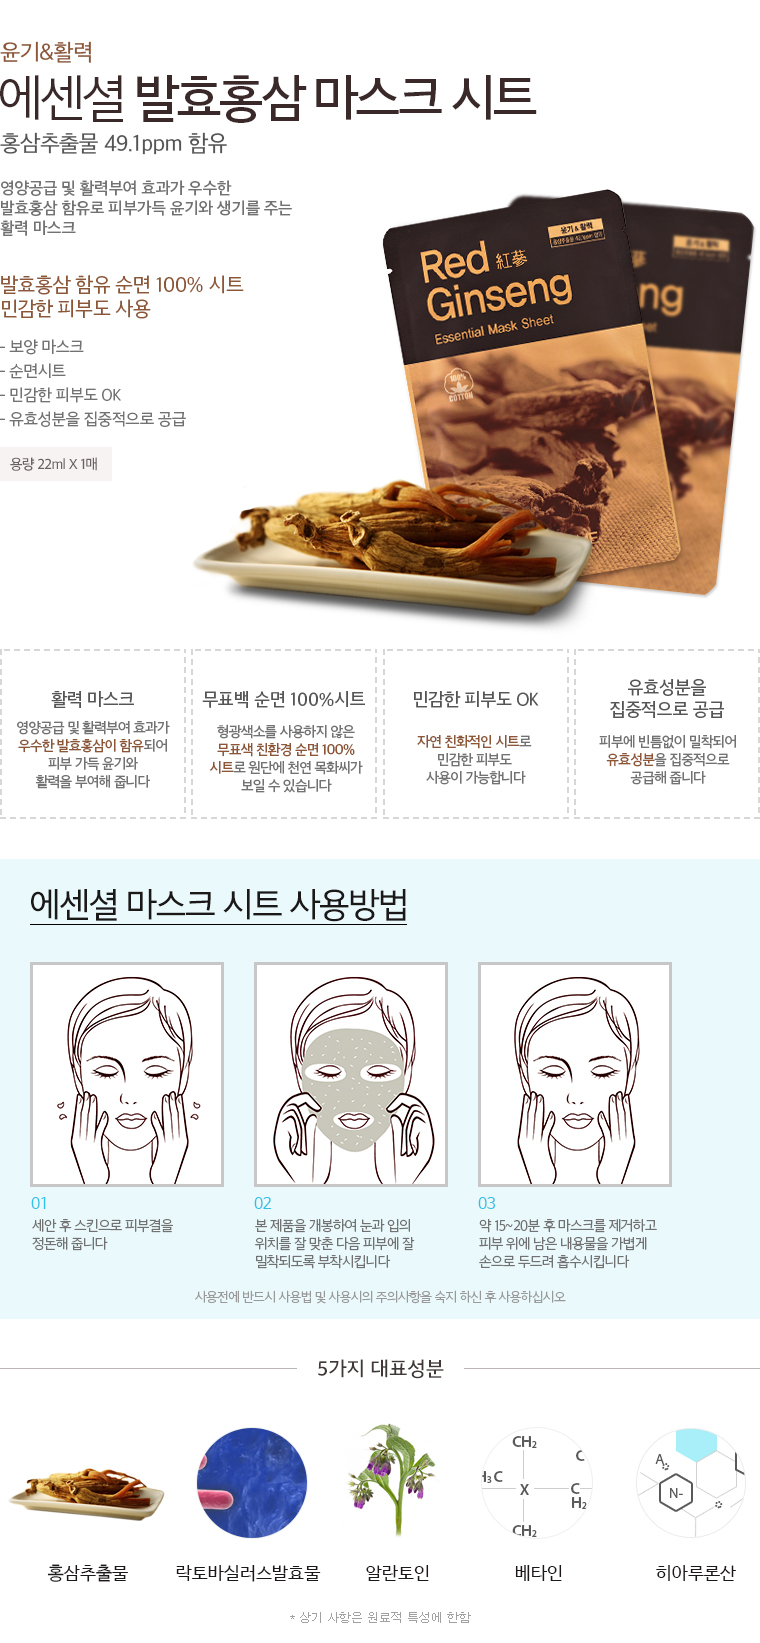 윤기&활력
에센셜 발효홍삼 마스크 시트
홍삼추출물 49.1ppm 함유
영양공급 및 활력부여 효과가 우수한
발효홍삼 함유로 피부가득 윤기와 생기를 주는
활력 마스크
발효홍삼 함유 순면 100% 시트
민감한 피부도 사용
- 보양 마스크
- 순면시트
- 민감한 피부도 OK
- 유효성분을 집중적으로 공급
용량 22ml X 1매
윤기 & 활력
Red 紅蔘
Ginseng
Essential Mask Sheet
100%
COTTON
ng
eet
활력 마스크
영양공급 및 활력부여 효과가
우수한 발효홍삼이 함유되어
피부 가득 윤기와
활력을 부여해 줍니다
무표백 순면 100%시트
형광색소를 사용하지 않은
무표색 친환경 순면 100%
시트로 원단에 천연 목화씨가
보일 수 있습니다
민감한 피부도 OK
자연 친화적인 시트로
민감한 피부도
사용이 가능합니다
유효성분을
집중적으로 공급
피부에 빈틈없이 밀착되어
유효성분을 집중적으로
공급해 줍니다
에센셜 마스크 시트 사용방법
01
세안 후 스킨으로 피부결을
정돈해 줍니다
02
본 제품을 개봉하여 눈과 입의
위치를 잘 맞춘 다음 피부에 잘
밀착되도록 부착시킵니다
03
약 15~20분 후 마스크를 제거하고
피부 위에 남은 내용물을 가볍게
손으로 두드려 흡수시킵니다
사용전에 반드시 사용법 및 사용시의 주의사항을 숙지 하신 후 사용하십시오
5가지 대표성분
CH₂
C
H₃C
X
C
H₂
CH₂
A
N-
홍삼추출물
락토바실러스발효물
알란토인
베타인
히아루론산
* 상기 사항은 원료적 특성에 한함